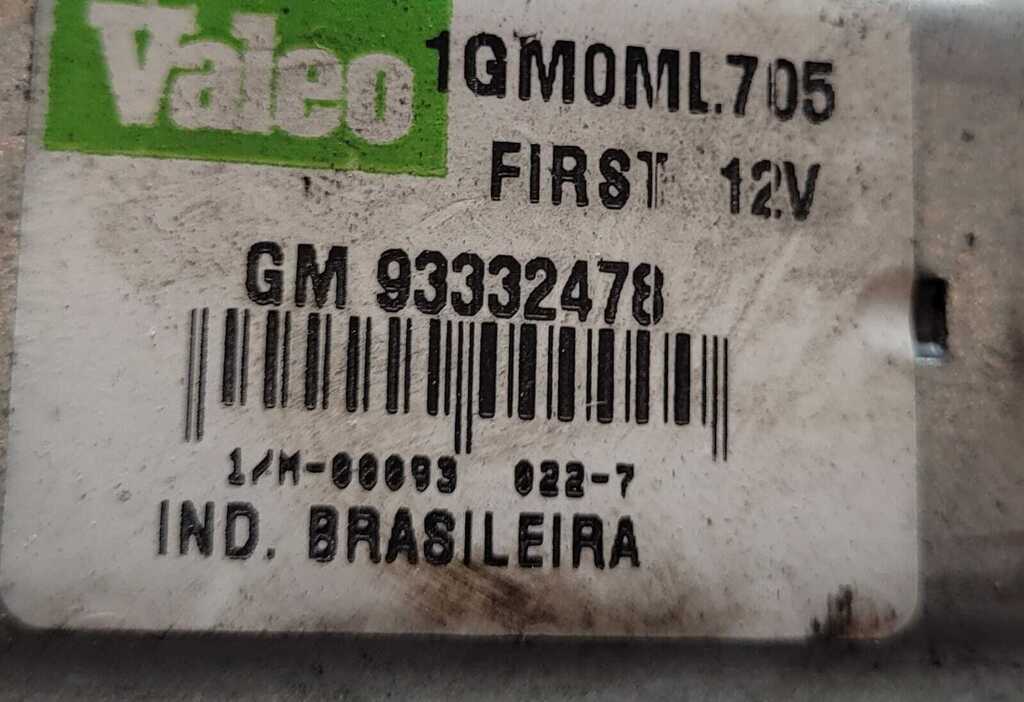 Valeo
1GM0ML.705
FIRST 12V
GM 93332478
1/M-00093 022-7
IND. BRASILEIRA